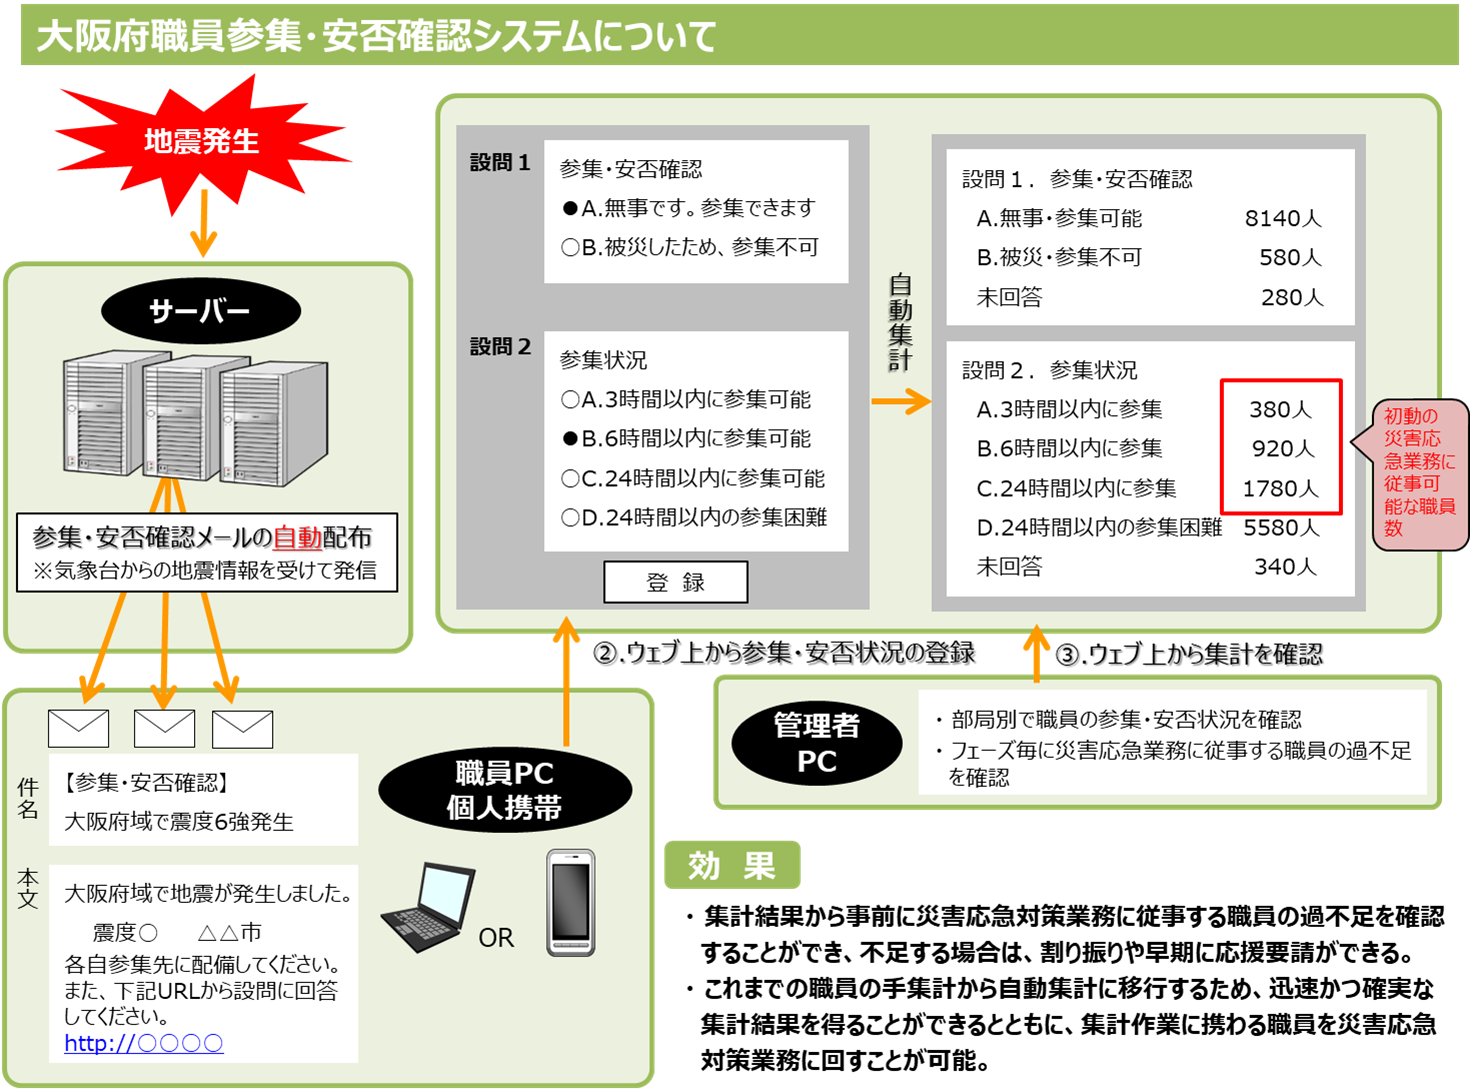 大阪府職員参集・安否確認システムについて
地震発生
サーバー
参集・安否確認メールの自動配布
※気象台からの地震情報を受けて発信
設問１
参集・安否確認
●A.無事です。参集できます
○B.被災したため、参集不可
設問２
参集状況
○A.3時間以内に参集可能
●B.6時間以内に参集可能
○C.24時間以内に参集可能
○D.24時間以内の参集困難
登 録
自動集計
設問１．参集・安否確認
A.無事・参集可能 8140人
B.被災・参集不可 580人
未回答 280人
設問２．参集状況
A.3時間以内に参集 380人
B.6時間以内に参集 920人
C.24時間以内に参集 1780人
D.24時間以内の参集困難 5580人
未回答 340人
初動の
災害応
急業務に
従事可
能な職員
数
②.ウェブ上から参集・安否状況の登録
③.ウェブ上から集計を確認
管理者
PC
・部局別で職員の参集・安否状況を確認
・フェーズ毎に災害応急業務に従事する職員の過不足
を確認
件名
【参集・安否確認】
大阪府域で震度6強発生
本文
大阪府域で地震が発生しました。
震度○ △△市
各自参集先に配備してください。
また、下記URLから設問に回答
してください。
http://○○○○
職員PC
個人携帯
OR
効 果
・集計結果から事前に災害応急対策業務に従事する職員の過不足を確認
することができ、不足する場合は、割り振りや早期に応援要請ができる。
・これまでの職員の手集計から自動集計に移行するため、迅速かつ確実な
集計結果を得ることができるとともに、集計作業に携わる職員を災害応急
対策業務に回すことが可能。